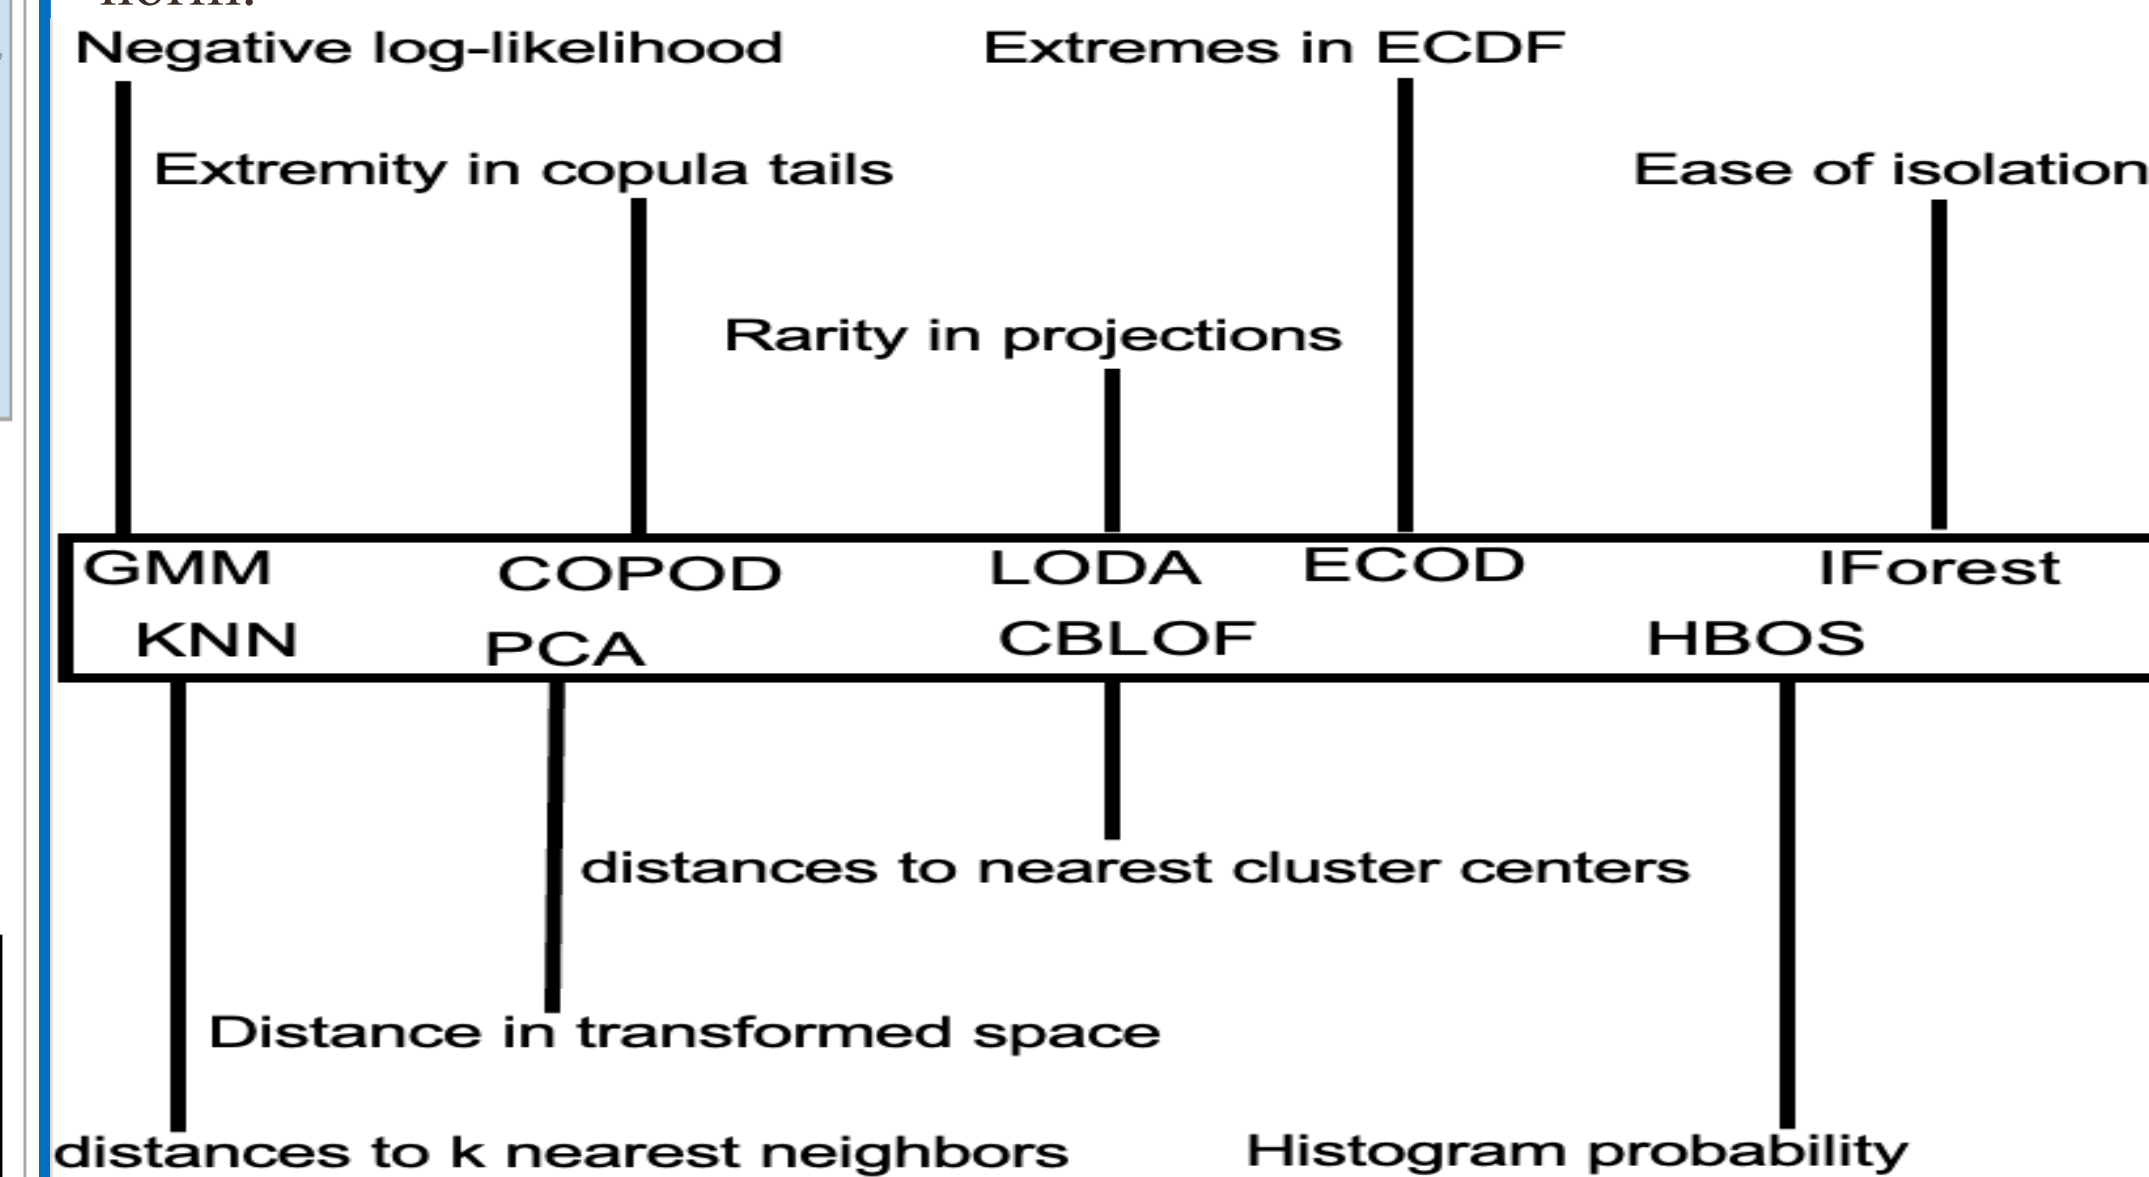 Negative log-likelihood
Extremes in ECDF
Extremity in copula tails
Ease of isolation
Rarity in projections
GMM
COPOD
LODA
ECOD
IForest
KNN
PCA
CBLOF
HBOS
distances to nearest cluster centers
Distance in transformed space
distances to k nearest neighbors
Histogram probability